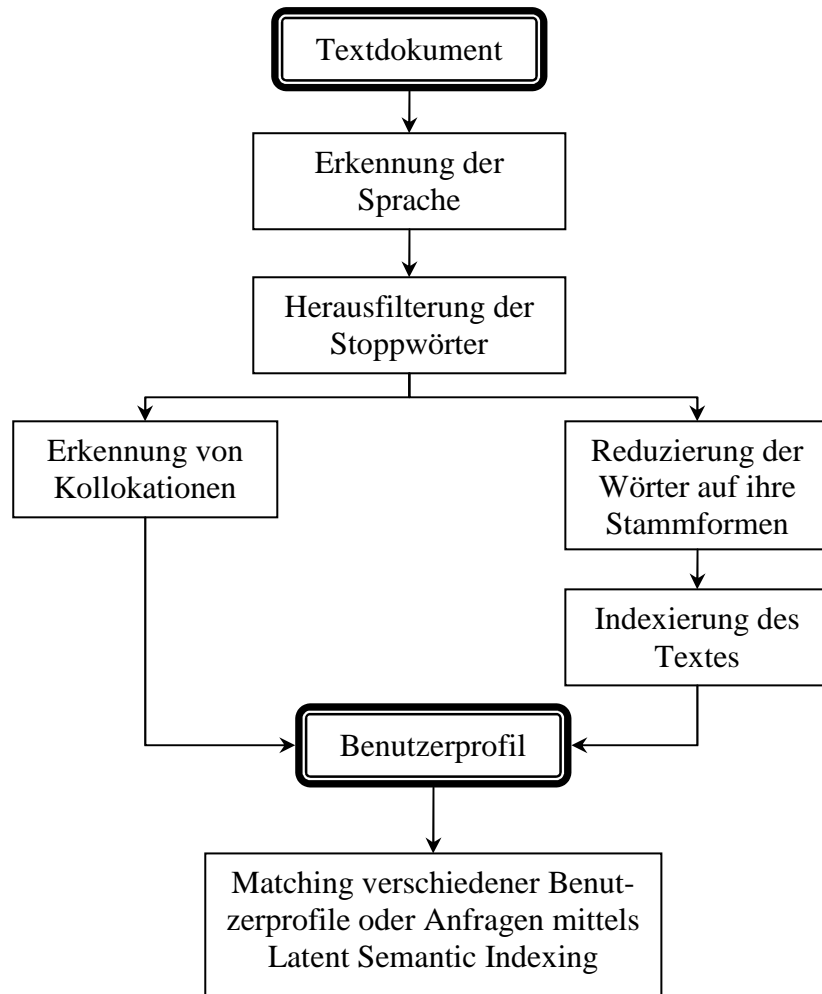 Textdokument
Erkennung der
Sprache
Herausfilterung der
Stoppwörter
Erkennung von
Kollokationen
Reduzierung der
Wörter auf ihre
Stammformen
Indexierung des
Textes
Benutzerprofil
Matching verschiedener Benut-
zerprofile oder Anfragen mittels
Latent Semantic Indexing